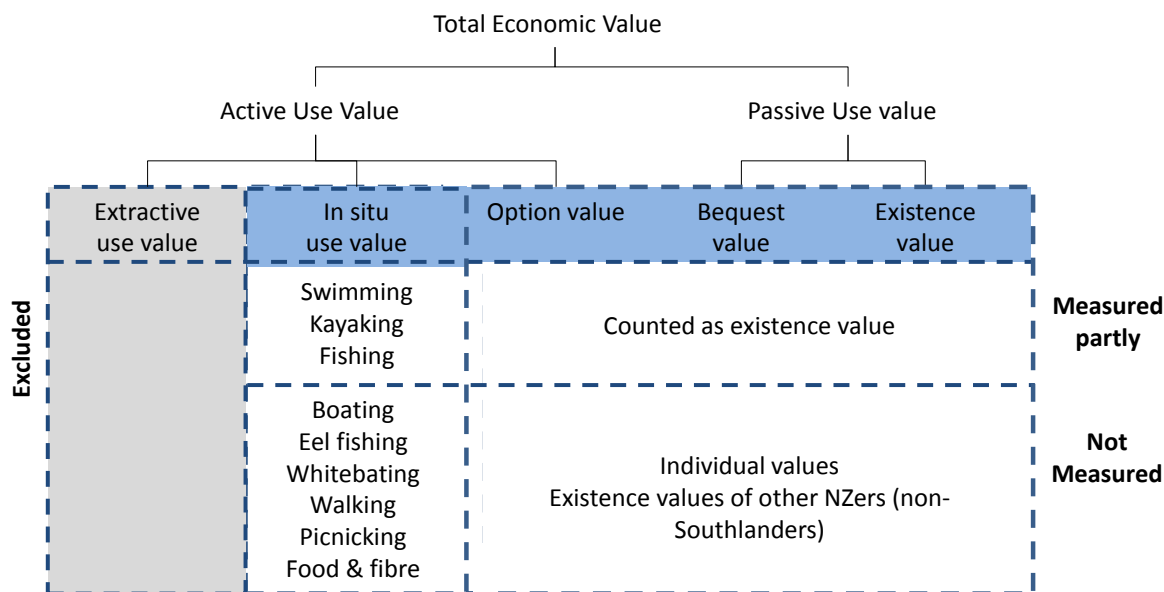 Total Economic Value
Active Use Value
Passive Use value
Extractive
use value
In situ
use value
Option value
Bequest
value
Existence
value
Excluded
Swimming
Kayaking
Fishing
Counted as existence value
Measured
partly
Boating
Eel fishing
Whitebating
Walking
Picnicking
Food & fibre
Individual values
Existence values of other NZers (non-
Southlanders)
Not
Measured